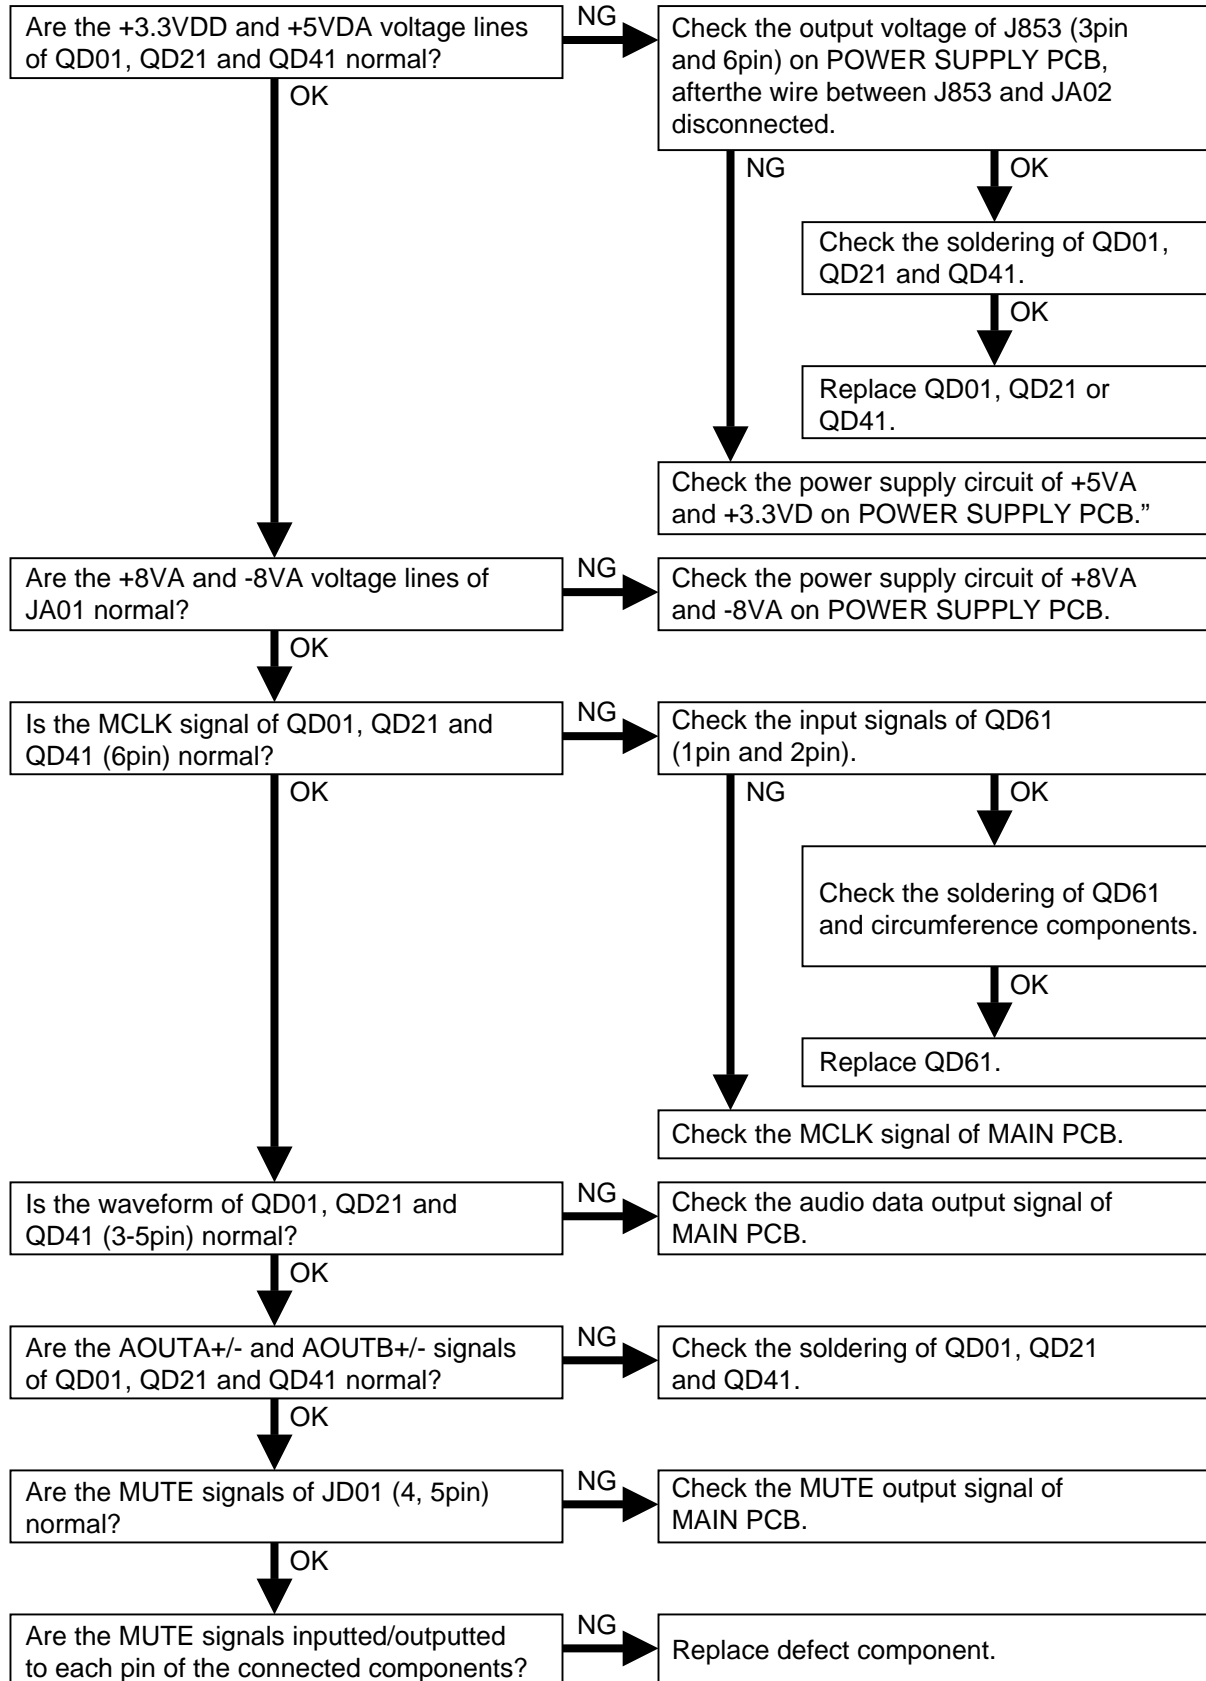 Are the +3.3VDD and +5VDA voltage lines
of QD01, QD21 and QD41 normal?
NG
Check the output voltage of J853 (3pin
and 6pin) on POWER SUPPLY PCB,
afterthe wire between J853 and JA02
disconnected.
OK
NG
OK
Check the soldering of QD01,
QD21 and QD41.
OK
Replace QD01, QD21 or
QD41.
Check the power supply circuit of +5VA
and +3.3VD on POWER SUPPLY PCB.”
Are the +8VA and -8VA voltage lines of
JA01 normal?
NG
Check the power supply circuit of +8VA
and -8VA on POWER SUPPLY PCB.
OK
Is the MCLK signal of QD01, QD21 and
QD41 (6pin) normal?
NG
Check the input signals of QD61
(1pin and 2pin).
OK
NG
OK
Check the soldering of QD61
and circumference components.
OK
Replace QD61.
Check the MCLK signal of MAIN PCB.
Is the waveform of QD01, QD21 and
QD41 (3-5pin) normal?
NG
Check the audio data output signal of
MAIN PCB.
OK
Are the AOUTA+/- and AOUTB+/- signals
of QD01, QD21 and QD41 normal?
NG
Check the soldering of QD01, QD21
and QD41.
OK
Are the MUTE signals of JD01 (4, 5pin)
normal?
NG
Check the MUTE output signal of
MAIN PCB.
OK
Are the MUTE signals inputted/outputted
to each pin of the connected components?
NG
Replace defect component.